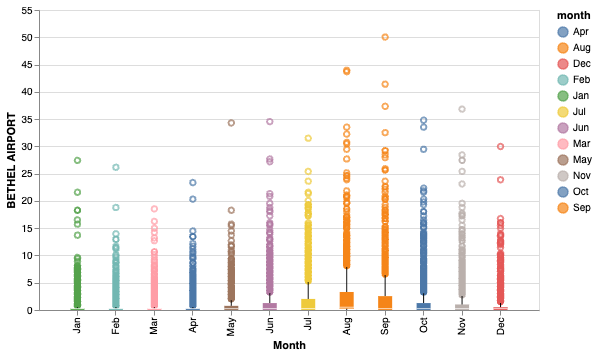 55
50
45
40
35
30
25
20
15
10
5
0
BETHEL AIRPORT
Jan
Feb
Mar
Apr
May
Jun
Jul
Aug
Sep
Oct
Nov
Dec
Month
month
Apr
Aug
Dec
Feb
Jan
Jul
Jun
Mar
May
Nov
Oct
Sep